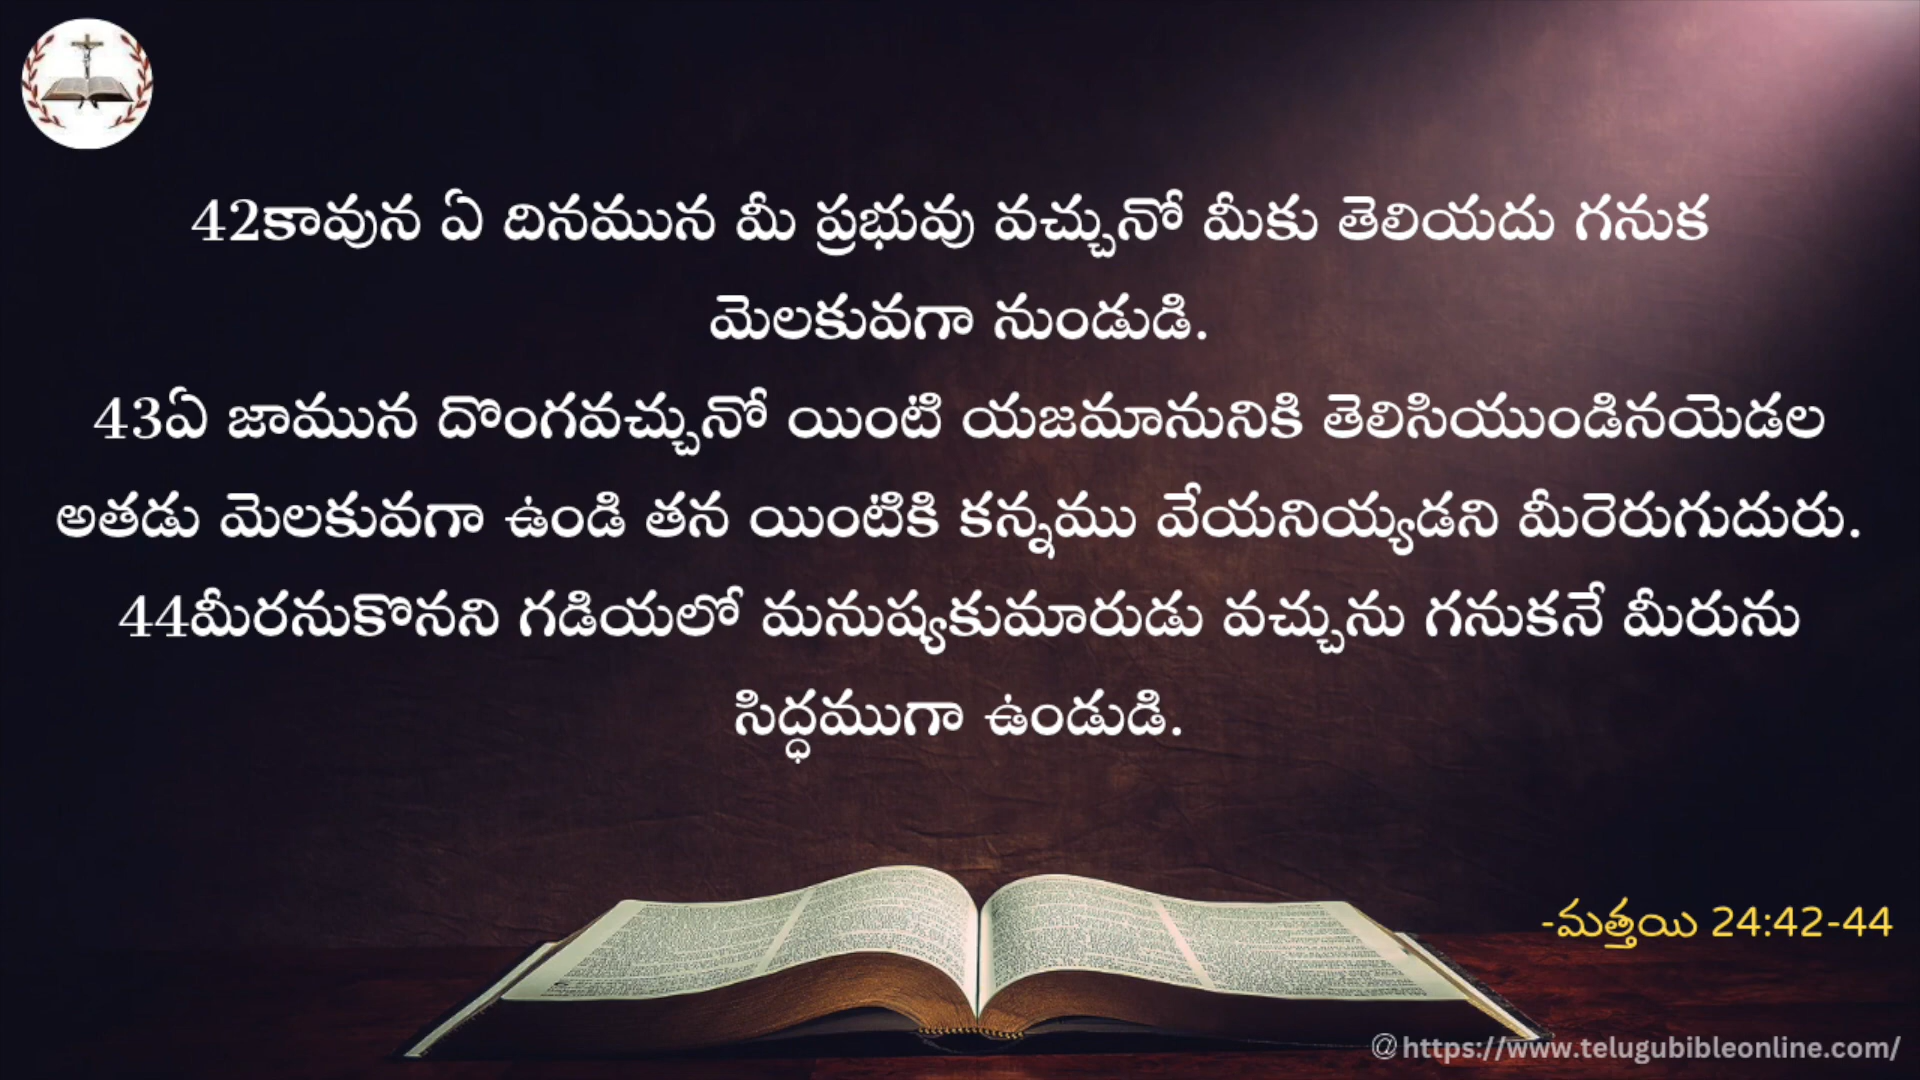 42కావున ఏ దినమున మీ ప్రభువు వచ్చునో మీకు తెలియదు గనుక
మెలకువగా నుండుడి.
43ఏ జామున దొంగవచ్చునో యింటి యజమానునికి తెలిసియుండినయెడల
అతడు మెలకువగా ఉండి తన యింటికి కన్నము వేయనియ్యడని మీరెరుగుదురు.
44మీరనుకొనని గడియలో మనుష్యకుమారుడు వచ్చును గనుకనే మీరును
సిద్ధముగా ఉండుడి.
-మత్తయి 24:42-44
@https://www.telugubibleonline.com/